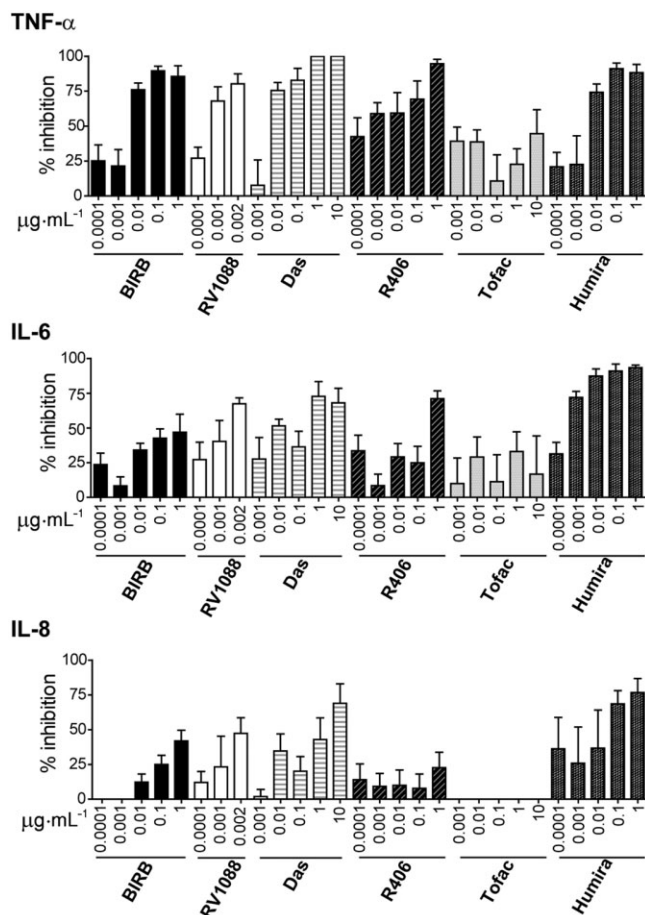 TNF-α
100
75
50
25
0
% inhibition
µg·mL⁻¹
0.0001 0.001 0.01 0.1 1 0.0001 0.001 0.002 0.001 0.01 0.1 1 10 0.0001 0.0001 0.01 0.1 1 0.001 0.01 0.1 1 10 0.0001 0.001 0.01 0.1 1
BIRB RV1088 Das R406 Tofac Humira
IL-6
100
75
50
25
0
% inhibition
µg·mL⁻¹
0.0001 0.001 0.01 0.1 1 0.0001 0.001 0.002 0.001 0.01 0.1 1 10 0.0001 0.001 0.01 0.1 1 0.001 0.01 0.1 1 10 0.0001 0.001 0.01 0.1 1
BIRB RV1088 Das R406 Tofac Humira
IL-8
100
75
50
25
0
% inhibition
µg·mL⁻¹
0.0001 0.0001 0.01 0.1 1 0.0001 0.001 0.002 0.001 0.01 0.1 1 10 0.0001 0.001 0.01 0.1 1 0.001 0.01 0.1 1 10 0.0001 0.001 0.01 0.1 1
BIRB RV1088 Das R406 Tofac Humira